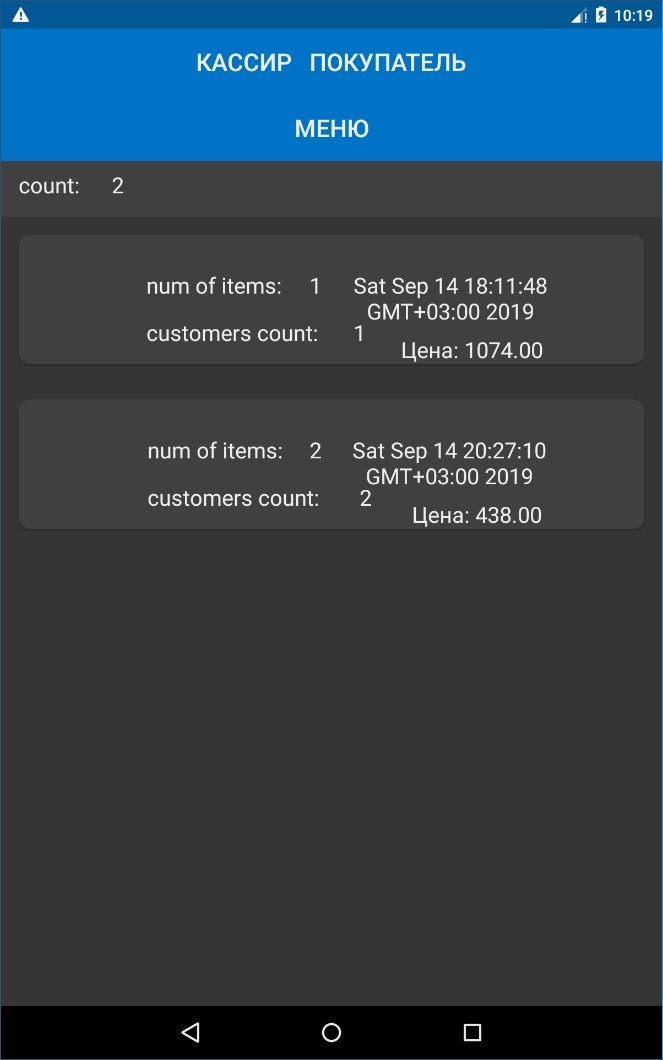 10:19
КАССИР ПОКУПАТЕЛЬ
МЕНЮ
count: 2
num of items: 1 Sat Sep 14 18:11:48
GMT+03:00 2019
customers count: 1
Цена: 1074.00
num of items: 2 Sat Sep 14 20:27:10
GMT+03:00 2019
customers count: 2
Цена: 438.00